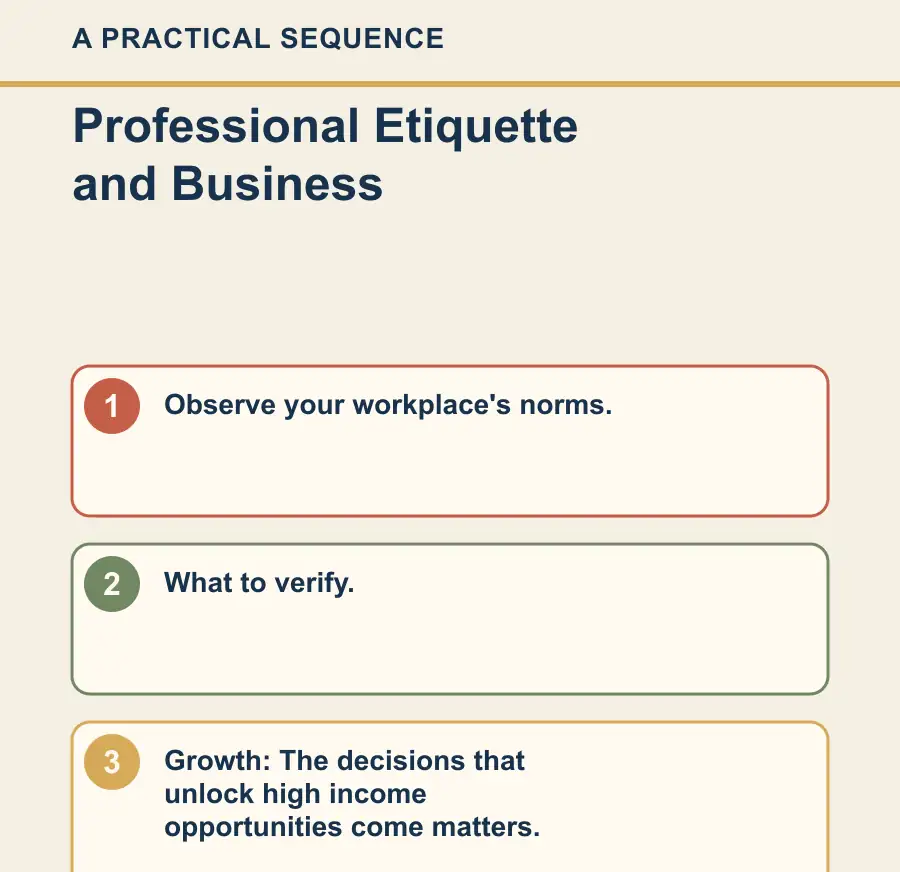 A PRACTICAL SEQUENCE
Professional Etiquette
and Business
1
Observe your workplace's norms.
2
What to verify.
3
Growth: The decisions that
unlock high income
opportunities come matters.